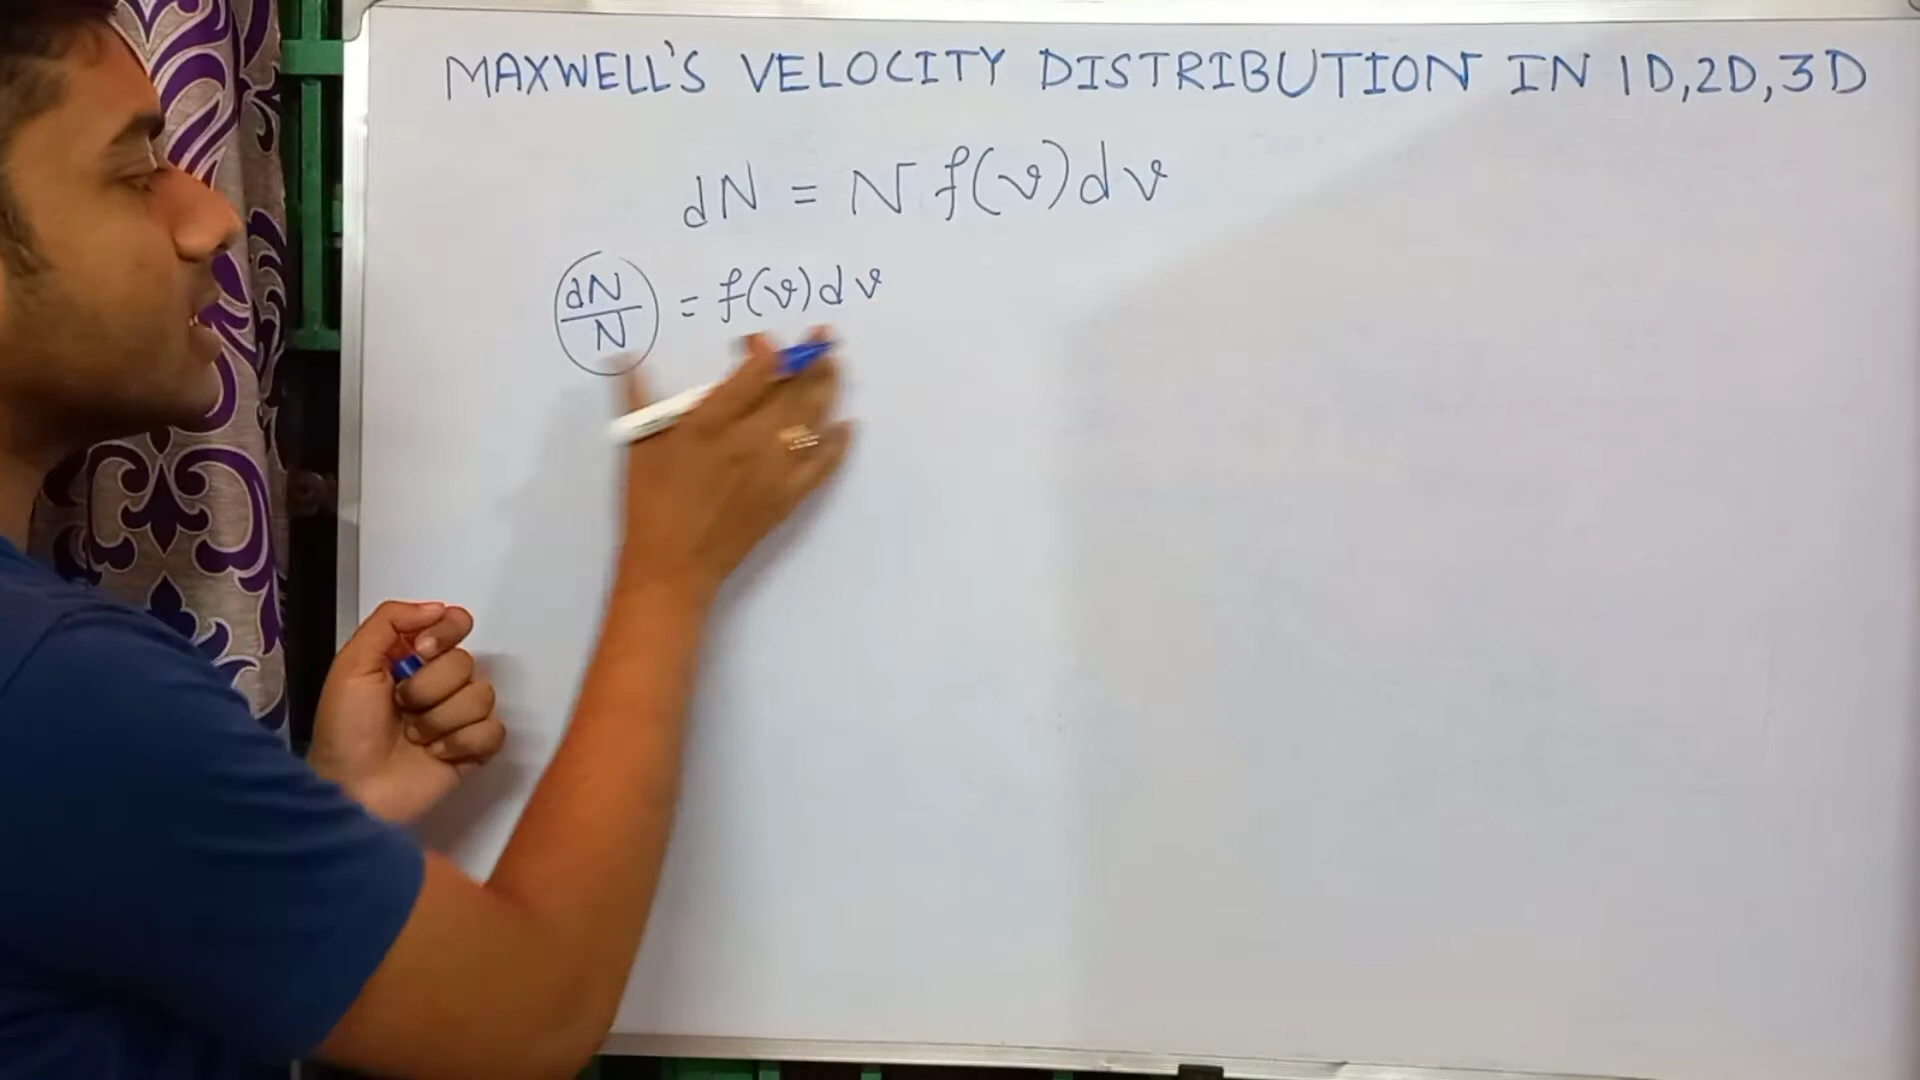 MAXWELL'S VELOCITY DISTRIBUTION IN 1D,2D,3D
dN = N f(v)dv
dN/N = f(v)dv